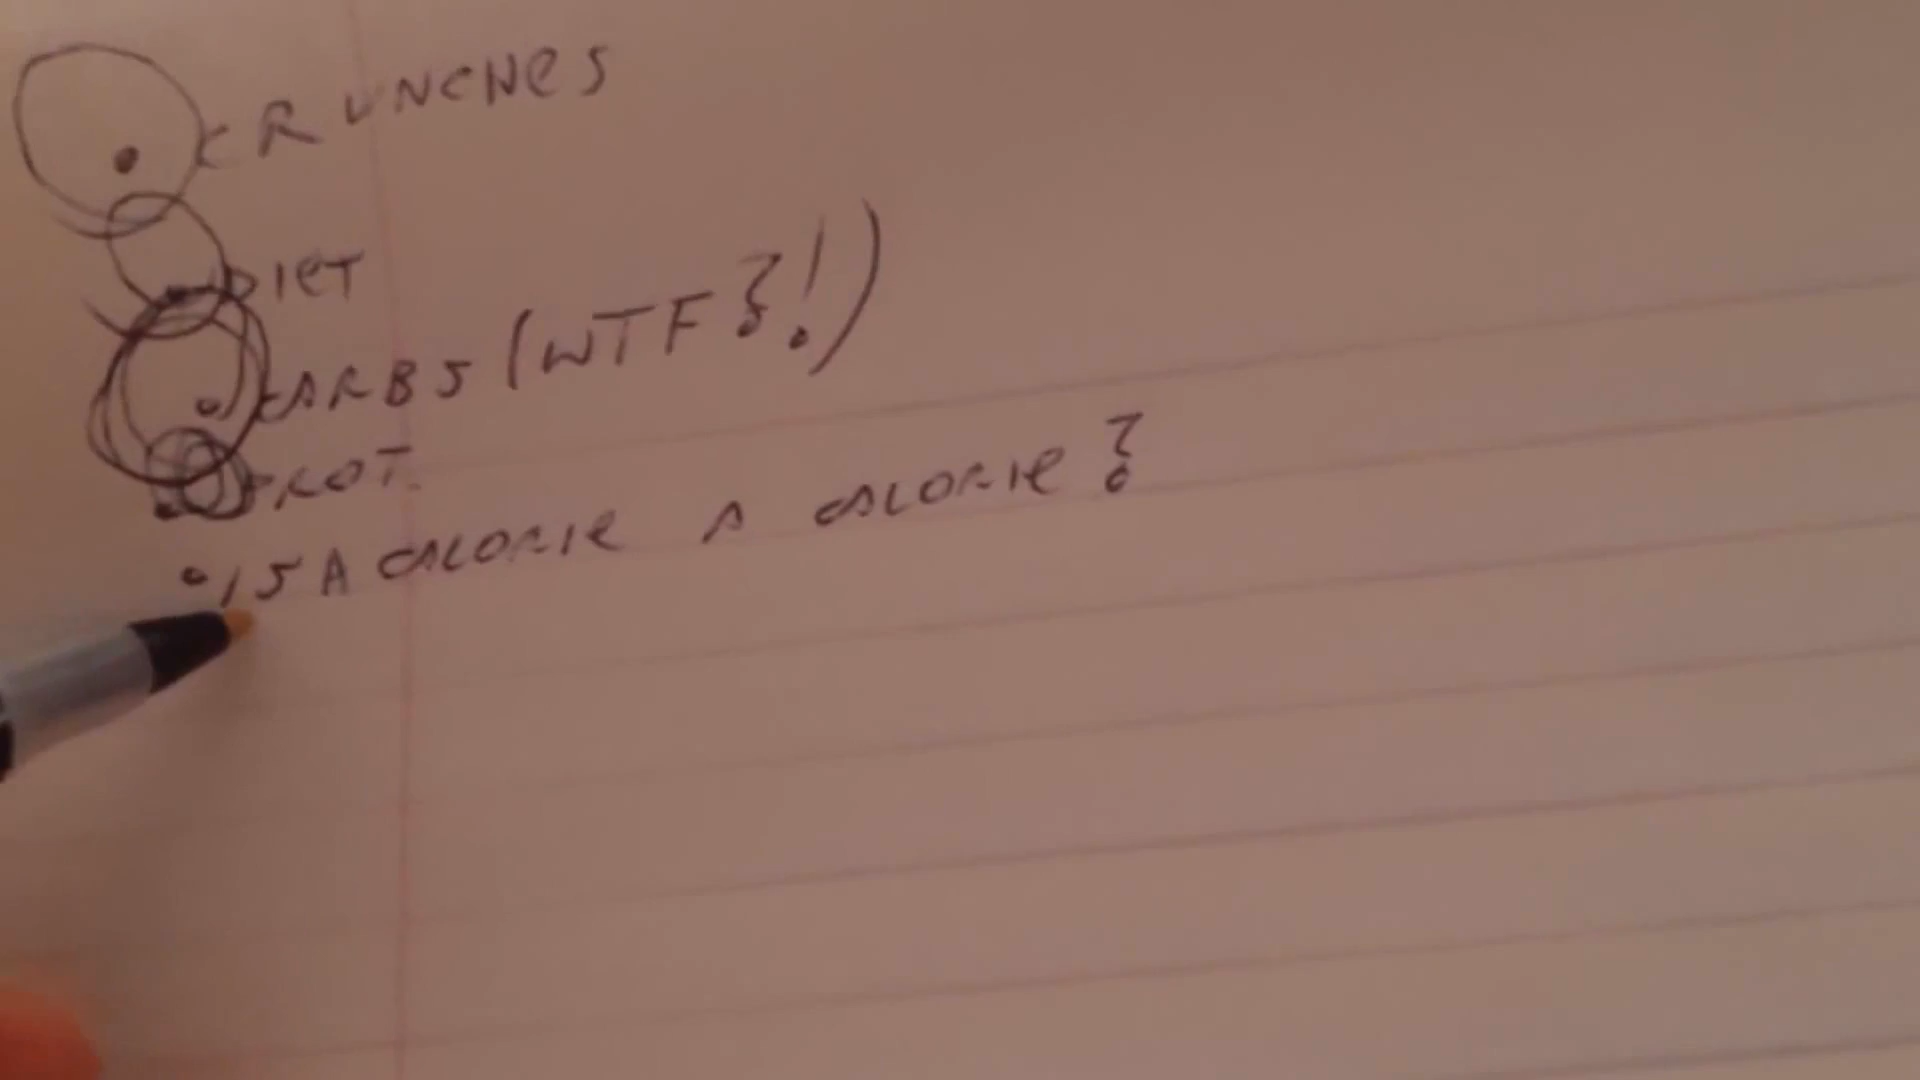 • CRUNCHES
• DIET
• CARBS (WTF?!)
• PROT.
• IS A CALORIE A CALORIE?